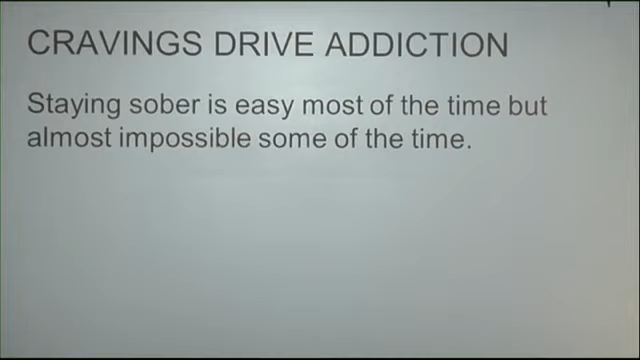 CRAVINGS DRIVE ADDICTION
Staying sober is easy most of the time but
almost impossible some of the time.